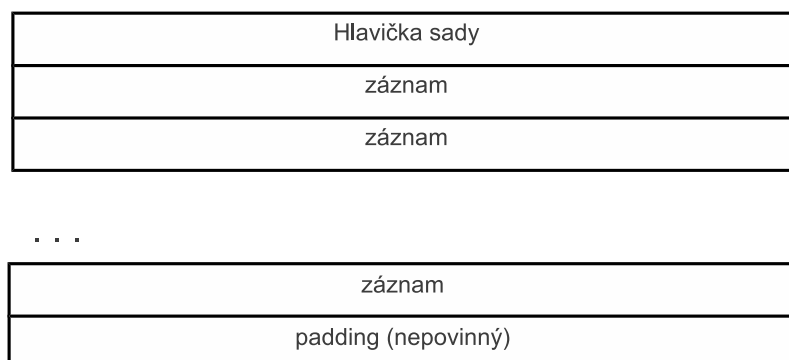 Hlavička sady
záznam
záznam
. . .
záznam
padding (nepovinný)